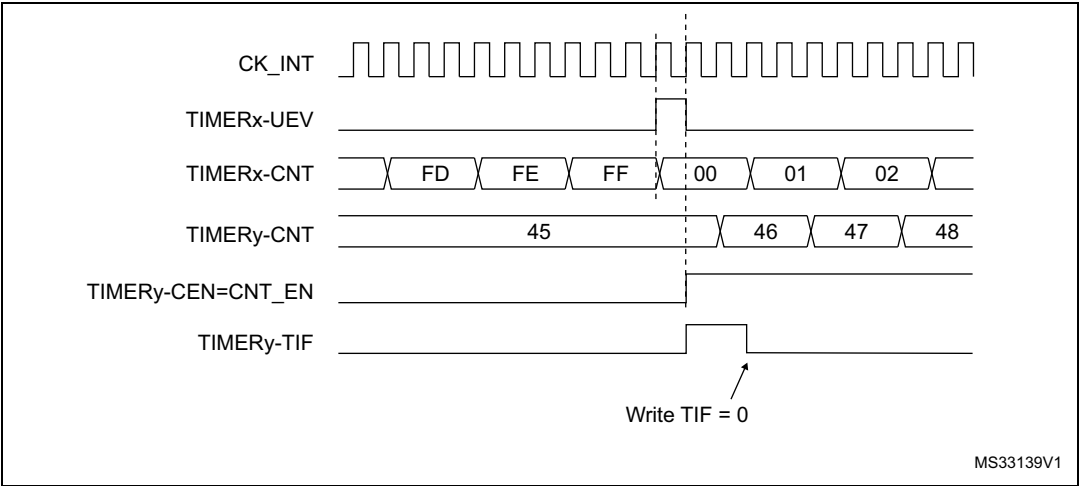 CK_INT
TIMERx-UEV
TIMERx-CNT FD FE FF 00 01 02
TIMERy-CNT 45 46 47 48
TIMERy-CEN=CNT_EN
TIMERy-TIF
Write TIF = 0
MS33139V1